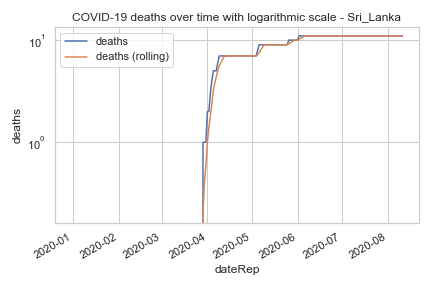 COVID-19 deaths over time with logarithmic scale - Sri_Lanka
deaths
deaths (rolling)
10¹
10⁰
deaths
2020-01
2020-02
2020-03
2020-04
2020-05
2020-06
2020-07
2020-08
dateRep